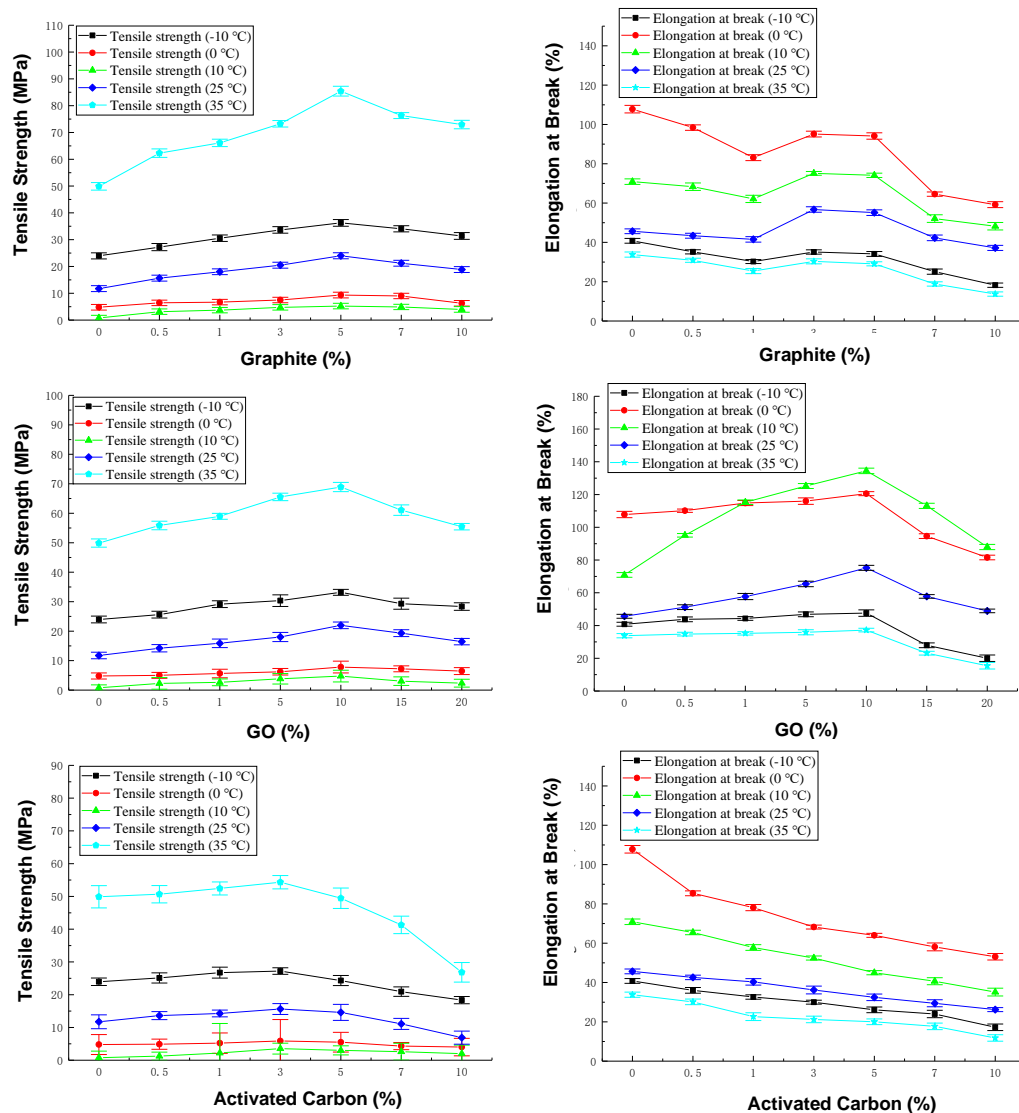 Tensile Strength (MPa)
110
100
90
80
70
60
50
40
30
20
10
0
Tensile strength (-10 ℃)
Tensile strength (0 ℃)
Tensile strength (10 ℃)
Tensile strength (25 ℃)
Tensile strength (35 ℃)
0 0.5 1 3 5 7 10
Graphite (%)
Elongation at Break (%)
140
120
100
80
60
40
20
0
Elongation at break (-10 ℃)
Elongation at break (0 ℃)
Elongation at break (10 ℃)
Elongation at break (25 ℃)
Elongation at break (35 ℃)
0 0.5 1 3 5 7 10
Graphite (%)
Tensile Strength (MPa)
100
90
80
70
60
50
40
30
20
10
0
Tensile strength (-10 ℃)
Tensile strength (0 ℃)
Tensile strength (10 ℃)
Tensile strength (25 ℃)
Tensile strength (35 ℃)
0 0.5 1 5 10 15 20
GO (%)
Elongation at Break (%)
180
160
140
120
100
80
60
40
20
0
Elongation at break (-10 ℃)
Elongation at break (0 ℃)
Elongation at break (10 ℃)
Elongation at break (25 ℃)
Elongation at break (35 ℃)
0 0.5 1 5 10 15 20
GO (%)
Tensile Strength (MPa)
90
80
70
60
50
40
30
20
10
0
Tensile strength (-10 ℃)
Tensile strength (0 ℃)
Tensile strength (10 ℃)
Tensile strength (25 ℃)
Tensile strength (35 ℃)
0 0.5 1 3 5 7 10
Activated Carbon (%)
Elongation at Break (%)
140
120
100
80
60
40
20
0
Elongation at break (-10 ℃)
Elongation at break (0 ℃)
Elongation at break (10 ℃)
Elongation at break (25 ℃)
Elongation at break (35 ℃)
0 0.5 1 3 5 7 10
Activated Carbon (%)